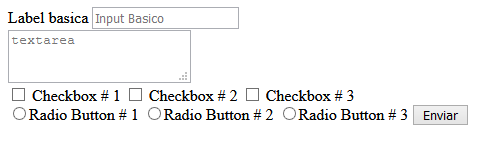 Label basica Input Basico
textarea
Checkbox # 1 Checkbox # 2 Checkbox # 3
Radio Button # 1 Radio Button # 2 Radio Button # 3 Enviar